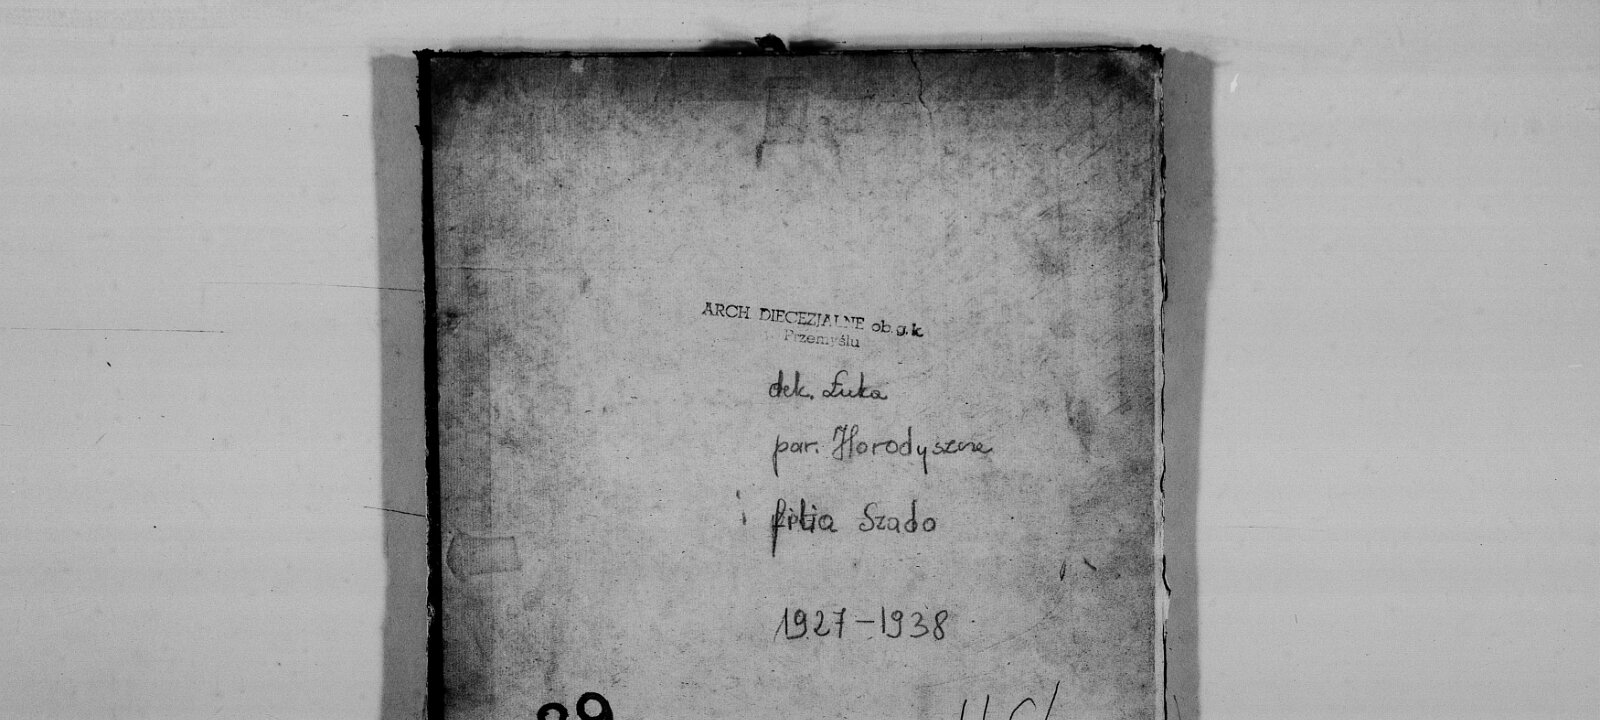 ARCH. DIECEZJALNE ob. g. k.
Przemyślu
dek. Łuka
par. Horodyszcze
filia Szado
1927-1938